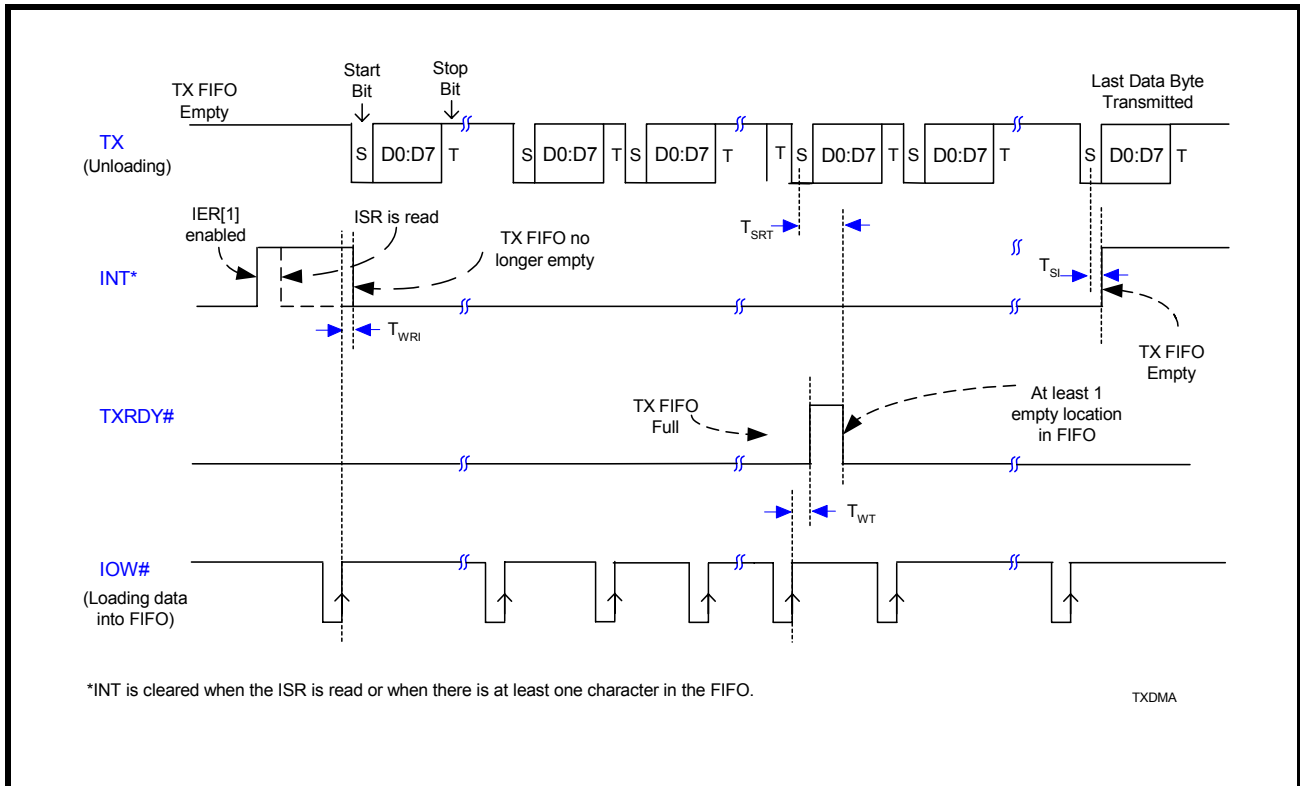 TX FIFO
Empty
Start
Bit
Stop
Bit
Last Data Byte
Transmitted
TX
(Unloading)
S D0:D7 T S D0:D7 T S D0:D7 T T S D0:D7 T S D0:D7 T S D0:D7 T
IER[1]
enabled
ISR is read
TX FIFO no
longer empty
TSRT
INT*
TSI
TWRI
TX FIFO
Empty
TXRDY#
TX FIFO
Full
At least 1
empty location
in FIFO
TWT
IOW#
(Loading data
into FIFO)
*INT is cleared when the ISR is read or when there is at least one character in the FIFO.
TXDMA